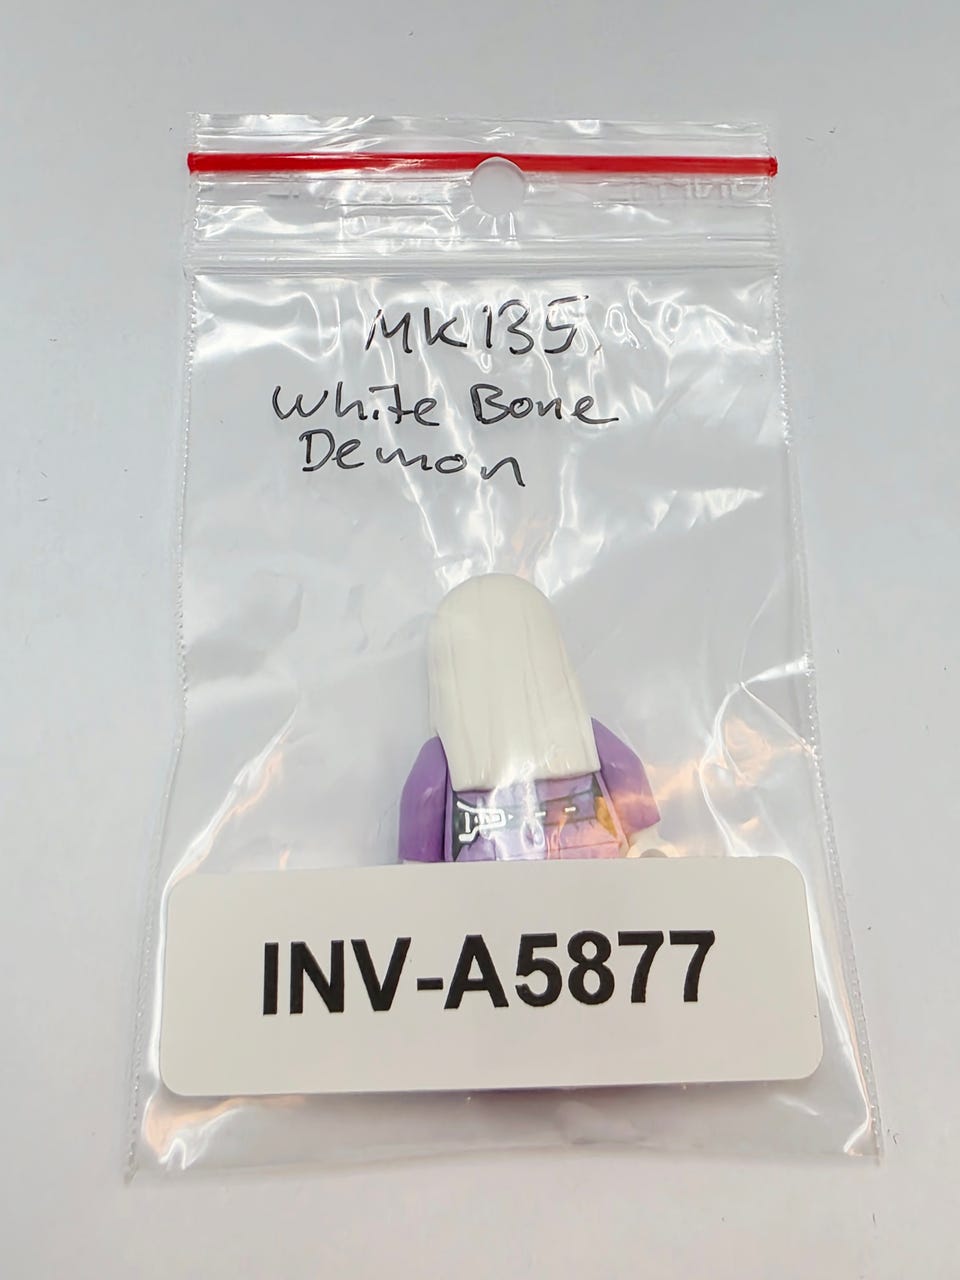 MK135
White Bone
Demon
INV-A5877